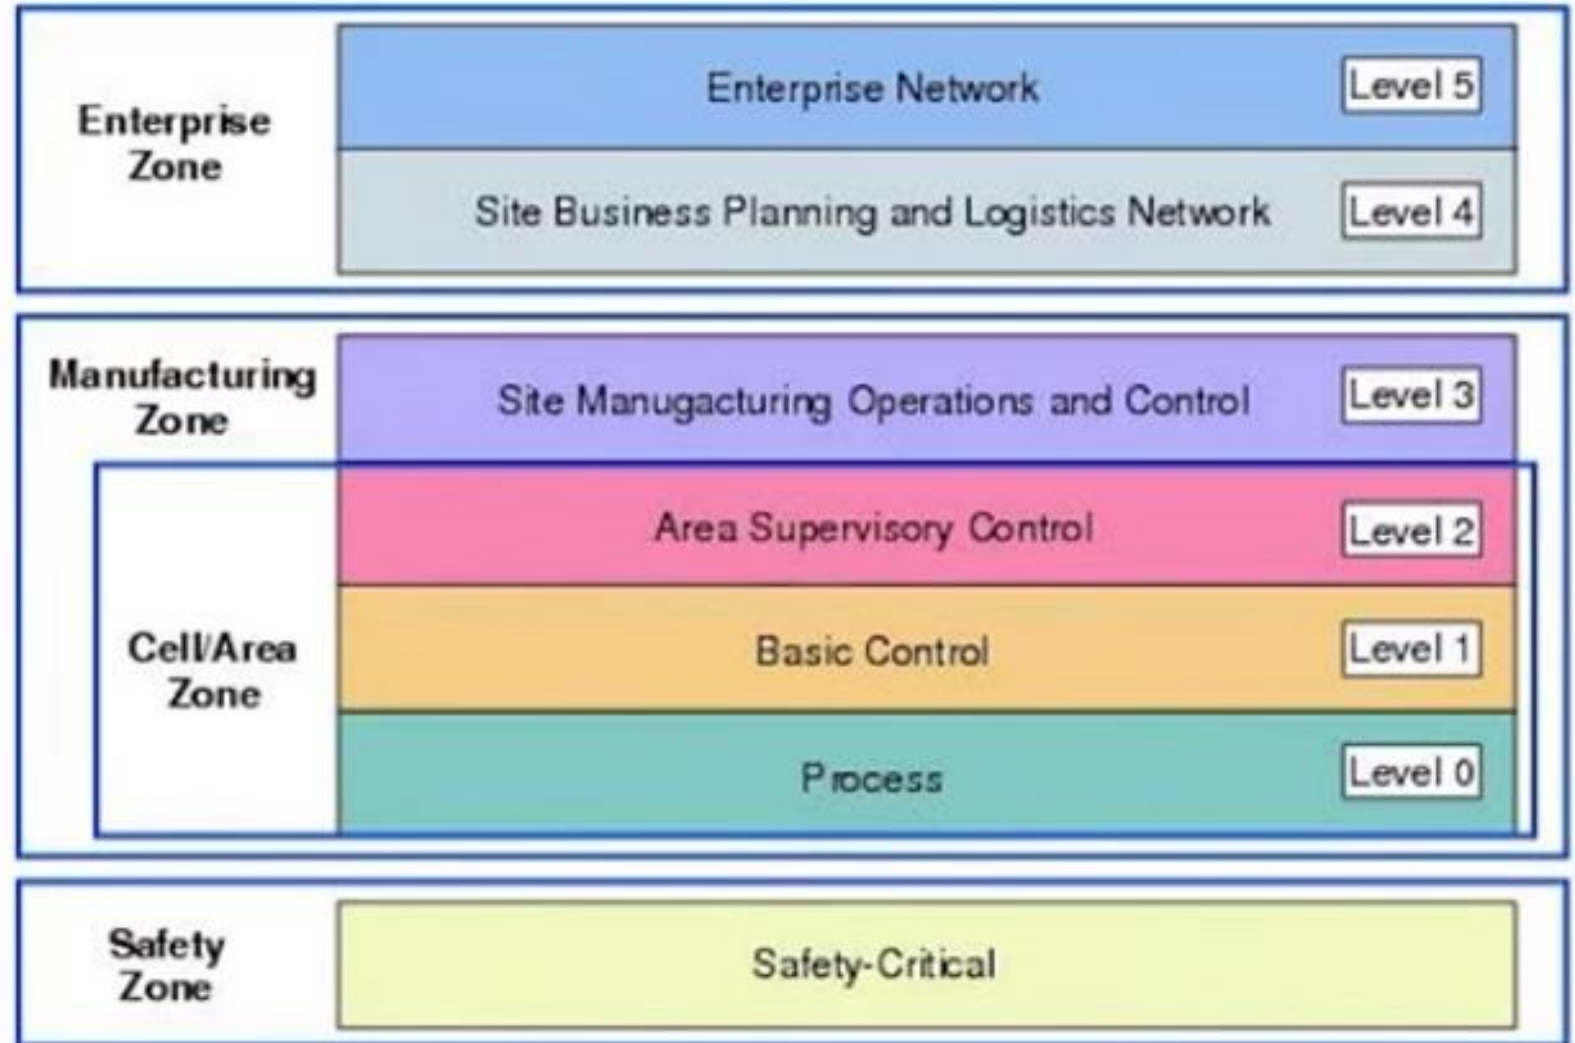 Enterprise
Zone
Enterprise Network
Level 5
Site Business Planning and Logistics Network
Level 4
Manufacturing
Zone
Site Manugacturing Operations and Control
Level 3
Cell/Area
Zone
Area Supervisory Control
Level 2
Basic Control
Level 1
Process
Level 0
Safety
Zone
Safety-Critical